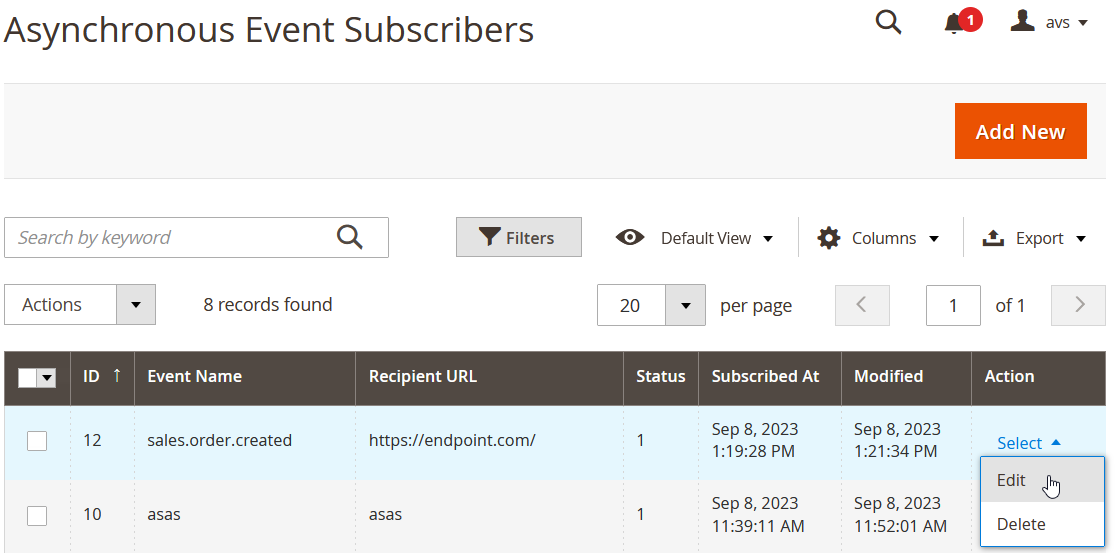 Asynchronous Event Subscribers
1
avs
Add New
Search by keyword
Filters
Default View
Columns
Export
Actions
8 records found
20
per page
1
of 1
ID ↑ Event Name Recipient URL Status Subscribed At Modified Action
12 sales.order.created https://endpoint.com/ 1 Sep 8, 2023 Sep 8, 2023 Select
1:19:28 PM 1:21:34 PM
Edit
10 asas asas 1 Sep 8, 2023 Sep 8, 2023
11:39:11 AM 11:52:01 AM
Delete